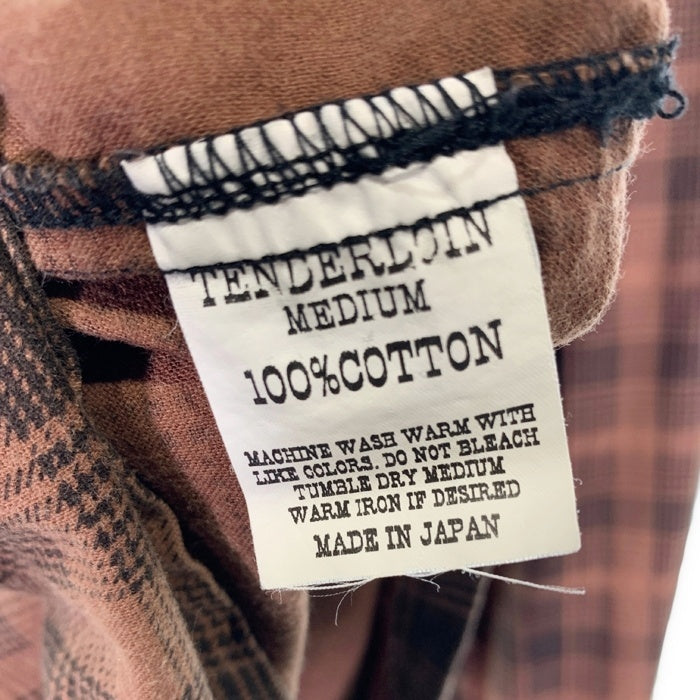 TENDERLOIN
MEDIUM
100%COTTON
MACHINE WASH WARM WITH
LIKE COLORS. DO NOT BLEACH
TUMBLE DRY MEDIUM
WARM IRON IF DESIRED
MADE IN JAPAN